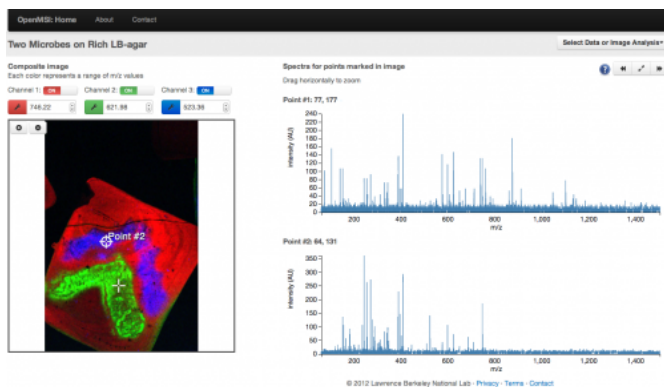 OpenMSI: Home About Contact
Two Microbes on Rich LB-agar
Select Data or Image Analysis
Composite image
Each color represents a range of m/z values
Channel 1: ON Channel 2: ON Channel 3: ON
746.22 621.98 523.36
Point #2
Spectra for points marked in image
Drag horizontally to zoom
Point #1: 77, 177
Intensity (AU)
240
220
200
180
160
140
120
100
80
60
40
20
0
200 400 600 800 1,000 1,200 1,400
m/z
Point #2: 64, 131
Intensity (AU)
350
300
250
200
150
100
50
0
200 400 600 800 1,000 1,200 1,400
m/z
© 2012 Lawrence Berkeley National Lab - Privacy - Terms - Contact